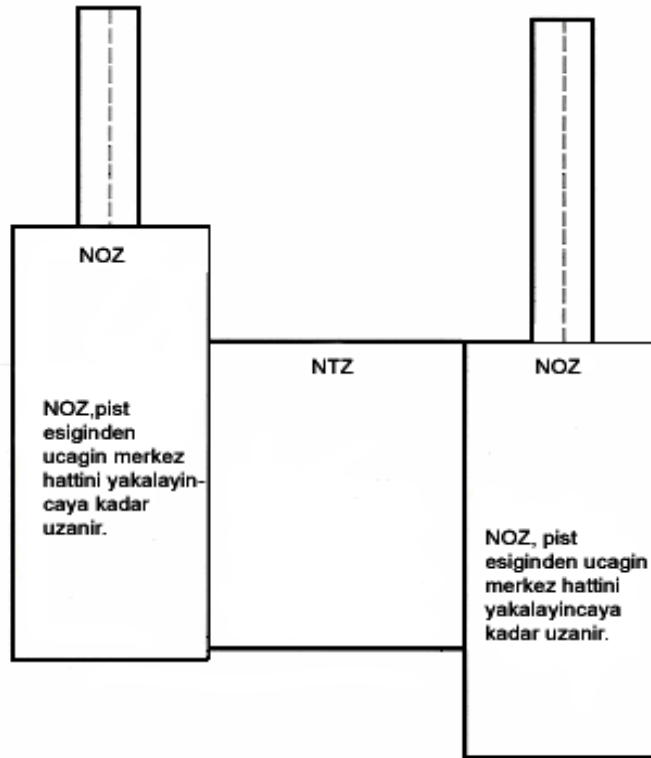 NOZ
NOZ,pist
esiginden
ucagin merkez
hattini yakalayin-
caya kadar
uzanir.
NTZ
NOZ
NOZ, pist
esiginden ucagin
merkez hattini
yakalayincaya
kadar uzanir.